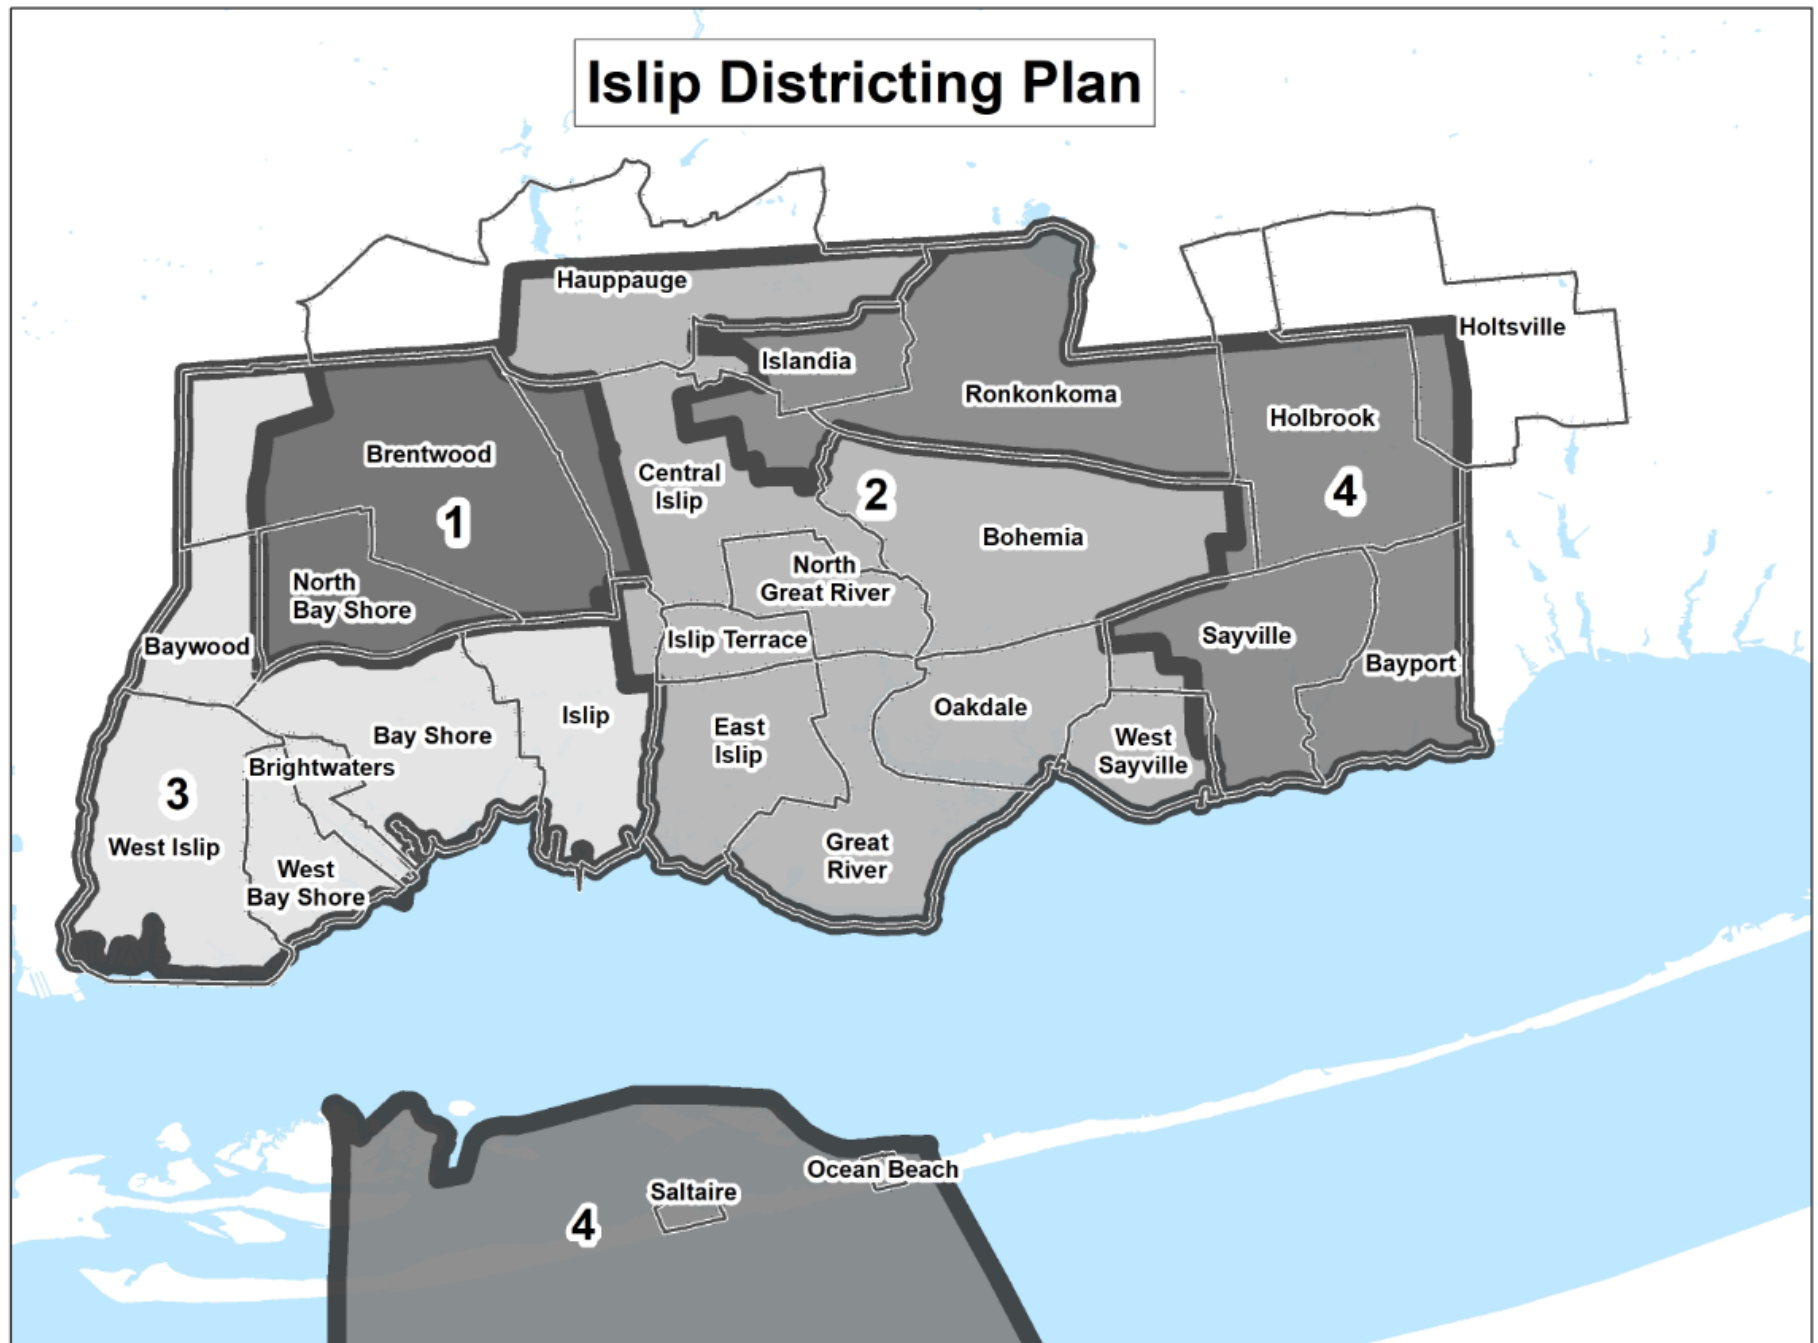 Islip Districting Plan
Hauppauge
Holtsville
Islandia
Ronkonkoma
Holbrook
Brentwood
Central
Islip
2
4
1
Bohemia
North
Great River
North
Bay Shore
Islip Terrace
Sayville
Baywood
Bayport
Oakdale
Islip
Bay Shore
East
Islip
West
Sayville
Brightwaters
3
West Islip
Great
River
West
Bay Shore
Ocean Beach
Saltaire
4